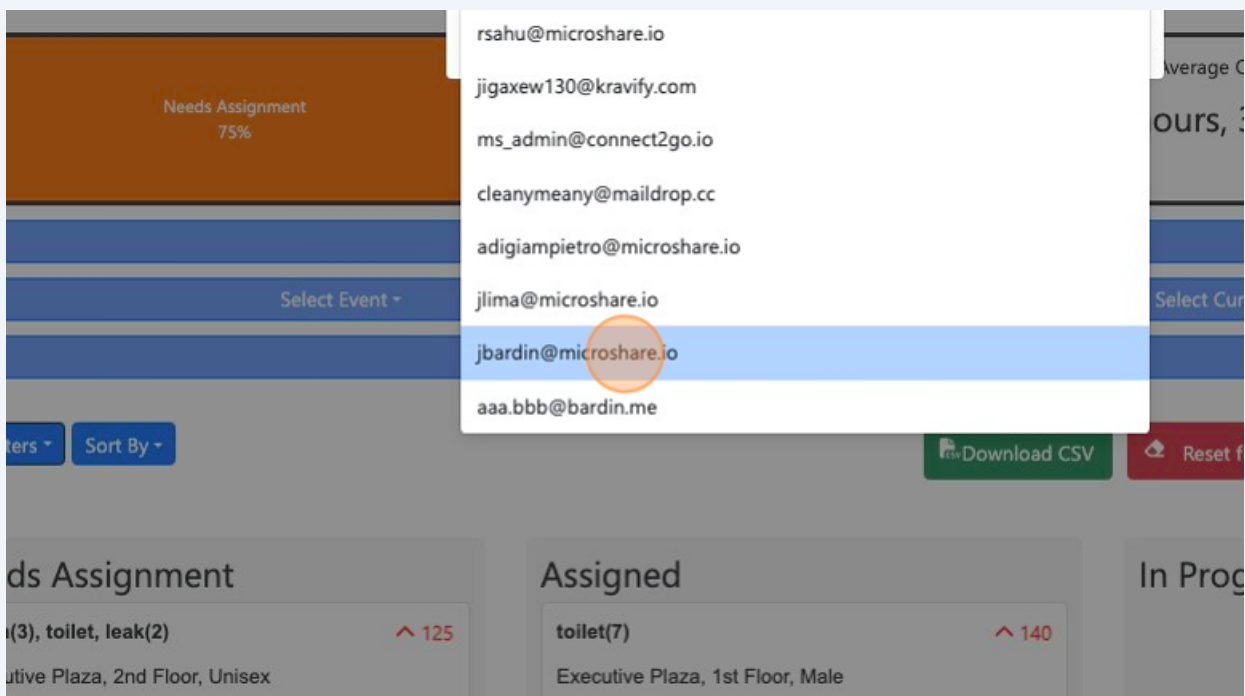 rsahu@microshare.io
jigaxew130@kravify.com
ms_admin@connect2go.io
cleanymeany@maildrop.cc
adigiampietro@microshare.io
jlima@microshare.io
jbardin@microshare.io
aaa.bbb@bardin.me
Needs Assignment
75%
Average
ours,
Select Event
Select Cur
ters
Sort By
Download CSV
Reset f
ds Assignment
(3), toilet, leak(2)
125
utive Plaza, 2nd Floor, Unisex
Assigned
toilet(7)
140
Executive Plaza, 1st Floor, Male
In Prog